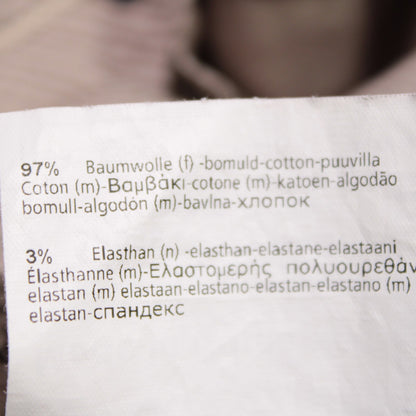 97% Baumwolle (f) -bomuld-cotton-puuvilla
Coton (m)-Βαμβάκι-cotone (m)-katoen-algodão
bomull-algodón (m)-bavlna-хлопок
3% Elasthan (n) -elasthan-elastane-elastaani
Élasthanne (m)-Ελαστομερής πολυουρεθάν
elastan (m) elastaan-elastano-elastan-elastano (m)
elastan-спандекс